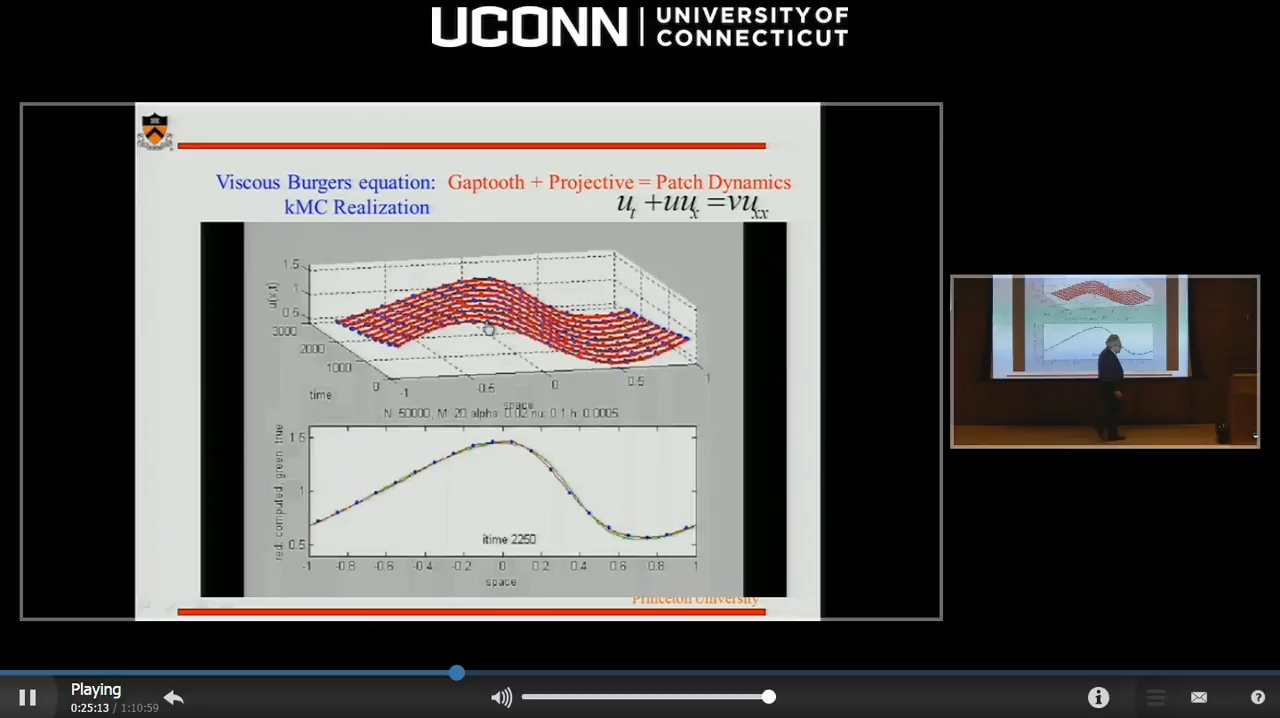 UCONN | UNIVERSITY OF CONNECTICUT
Viscous Burgers equation: Gaptooth + Projective = Patch Dynamics
kMC Realization
u_t + uu_x = νu_xx
u(x,t)
1.5
1
0.5
3000
2000
1000
0
time
-1
-0.5
0
0.5
1
space
N: 50000, M: 20 alpha: 0.02 nu: 0.1 h: 0.0005
red, computed, green, true
1.5
1
0.5
itime 2250
-1 -0.8 -0.6 -0.4 -0.2 0 0.2 0.4 0.6 0.8 1
space
Princeton University
Playing
0:25:13 / 1:10:59